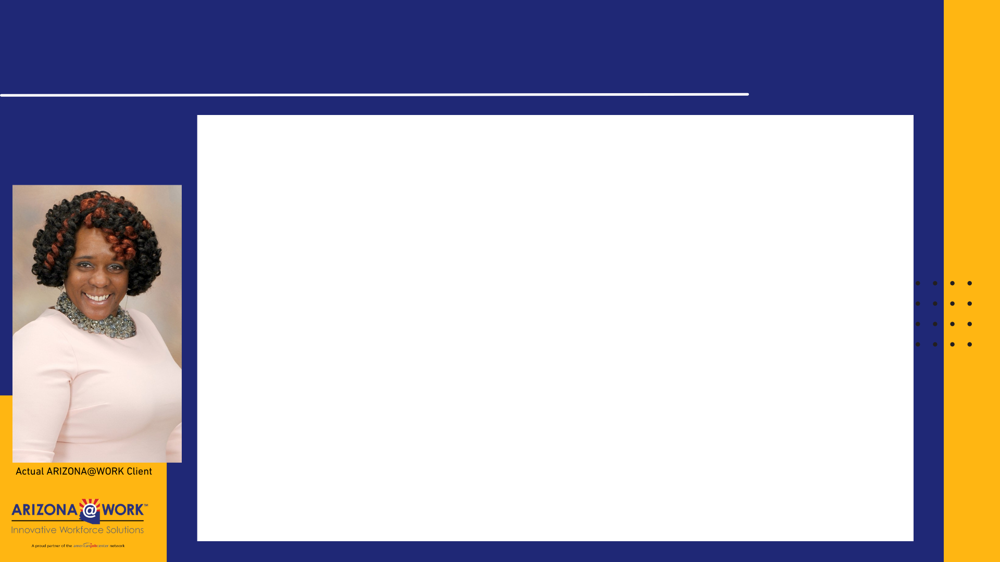 Actual ARIZONA@WORK Client
ARIZONA @ WORK™
Innovative Workforce Solutions
A proud partner of the americanjobcenter network